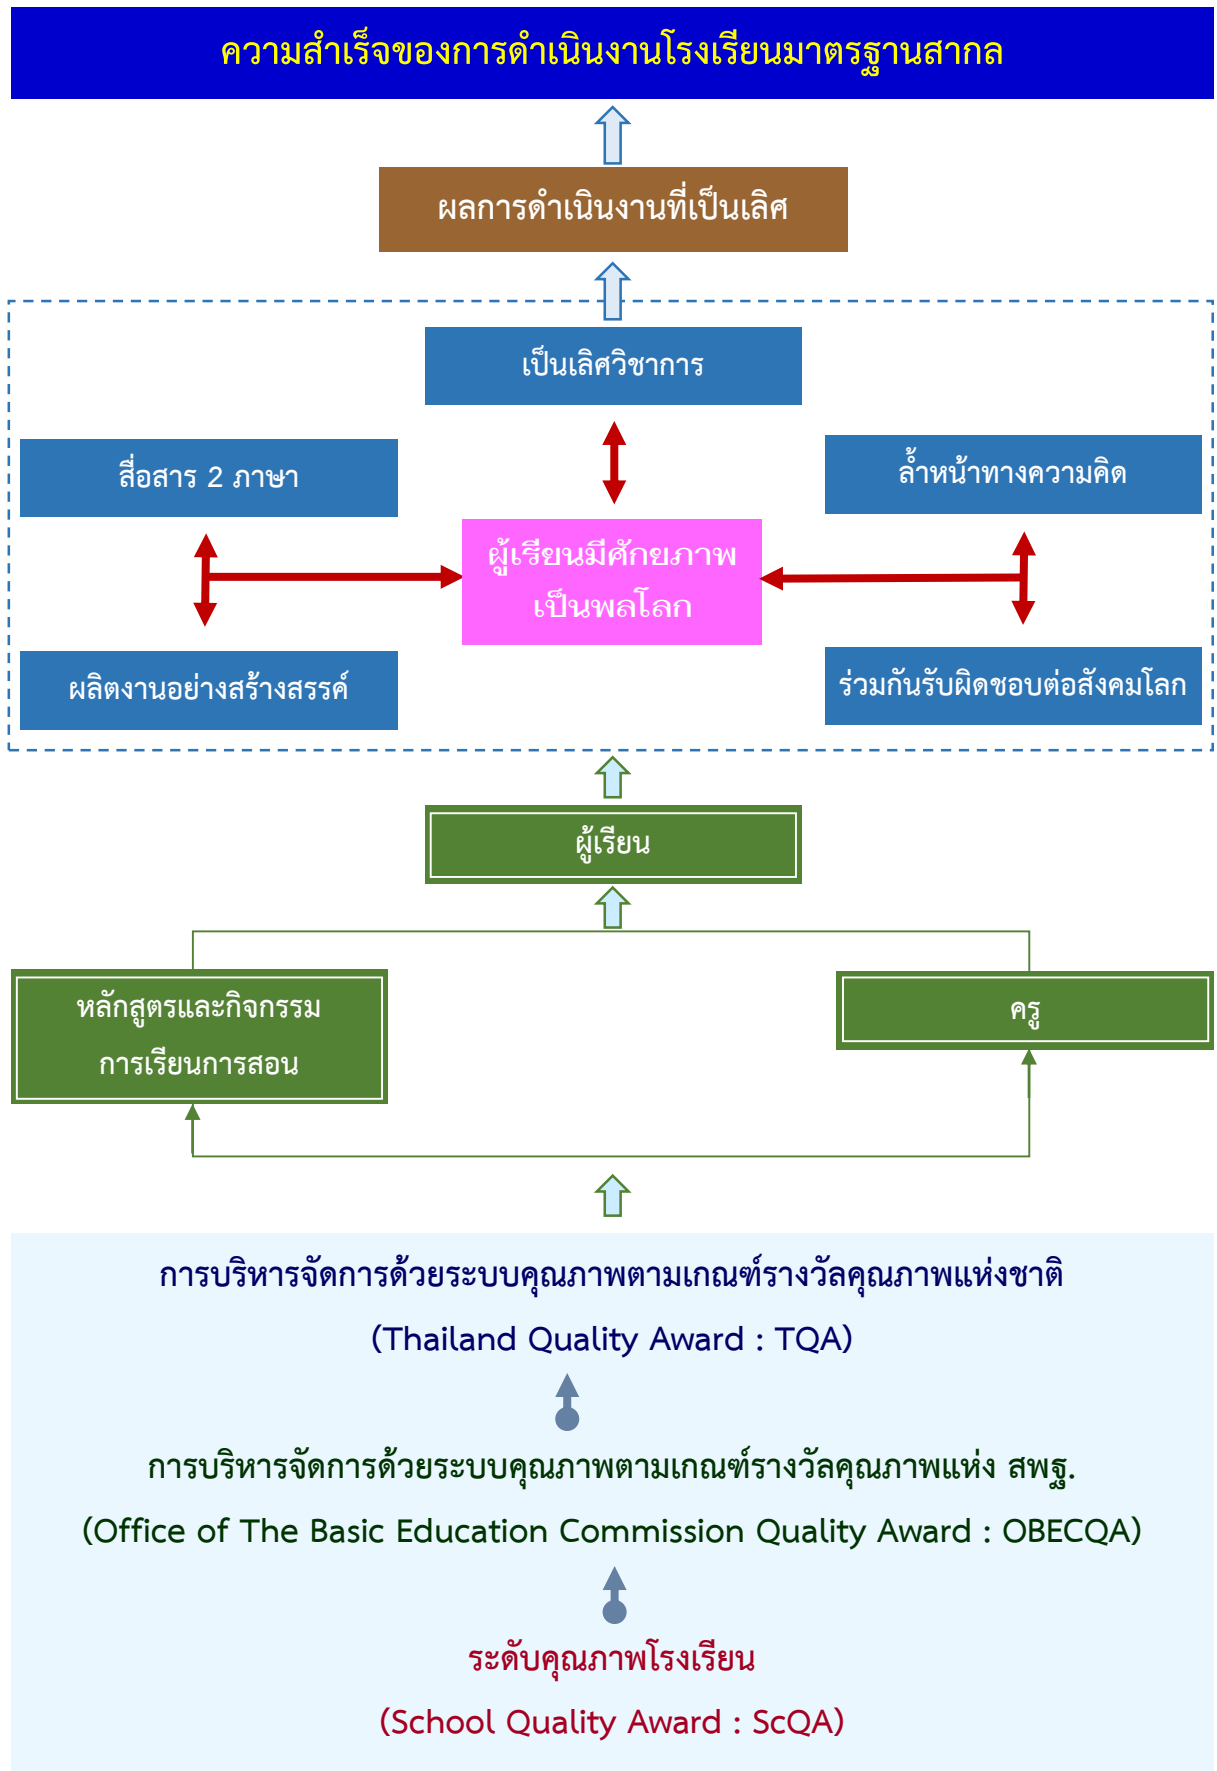 ความสำเร็จของการดำเนินงานโรงเรียนมาตรฐานสากล
ผลการดำเนินงานที่เป็นเลิศ
เป็นเลิศวิชาการ
สื่อสาร 2 ภาษา
ล้ำหน้าทางความคิด
ผู้เรียนมีศักยภาพ
เป็นพลโลก
ผลิตงานอย่างสร้างสรรค์
ร่วมกันรับผิดชอบต่อสังคมโลก
ผู้เรียน
หลักสูตรและกิจกรรม
การเรียนการสอน
ครู
การบริหารจัดการด้วยระบบคุณภาพตามเกณฑ์รางวัลคุณภาพแห่งชาติ
(Thailand Quality Award : TQA)
การบริหารจัดการด้วยระบบคุณภาพตามเกณฑ์รางวัลคุณภาพแห่ง สพฐ.
(Office of The Basic Education Commission Quality Award : OBECQA)
ระดับคุณภาพโรงเรียน
(School Quality Award : ScQA)